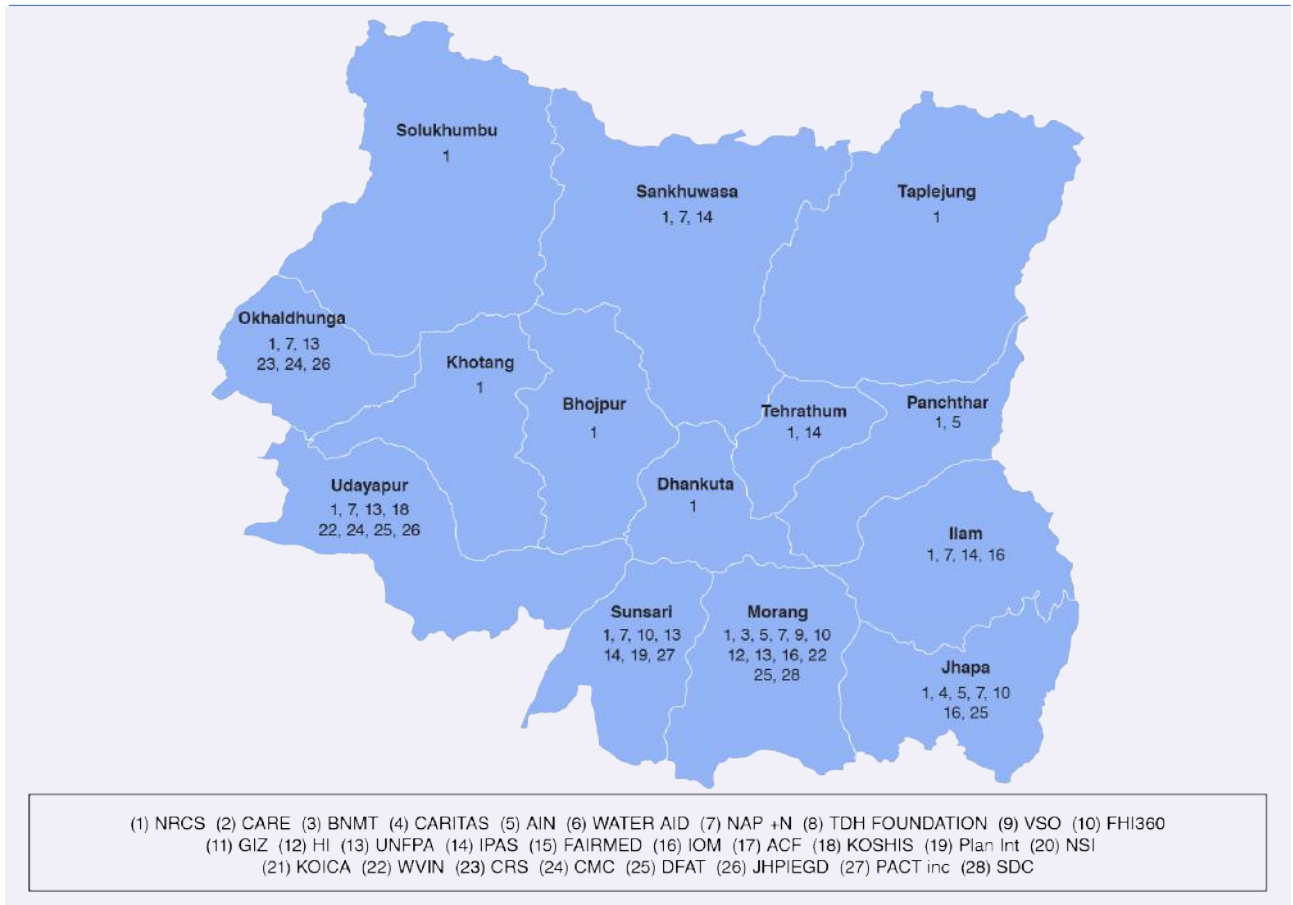 Solukhumbu
1
Sankhuwasa
1, 7, 14
Taplejung
1
Okhaldhunga
1, 7, 13
23, 24, 26
Khotang
1
Bhojpur
1
Tehrathum
1, 14
Panchthar
1, 5
Udayapur
1, 7, 13, 18
22, 24, 25, 26
Dhankuta
1
Ilam
1, 7, 14, 16
Sunsari
1, 7, 10, 13
14, 19, 27
Morang
1, 3, 5, 7, 9, 10
12, 13, 16, 22
25, 28
Jhapa
1, 4, 5, 7, 10
16, 25
(1) NRCS (2) CARE (3) BNMT (4) CARITAS (5) AIN (6) WATER AID (7) NAP +N (8) TDH FOUNDATION (9) VSO (10) FHI360
(11) GIZ (12) HI (13) UNFPA (14) IPAS (15) FAIRMED (16) IOM (17) ACF (18) KOSHIS (19) Plan Int (20) NSI
(21) KOICA (22) WVIN (23) CRS (24) CMC (25) DFAT (26) JHPIEGD (27) PACT inc (28) SDC